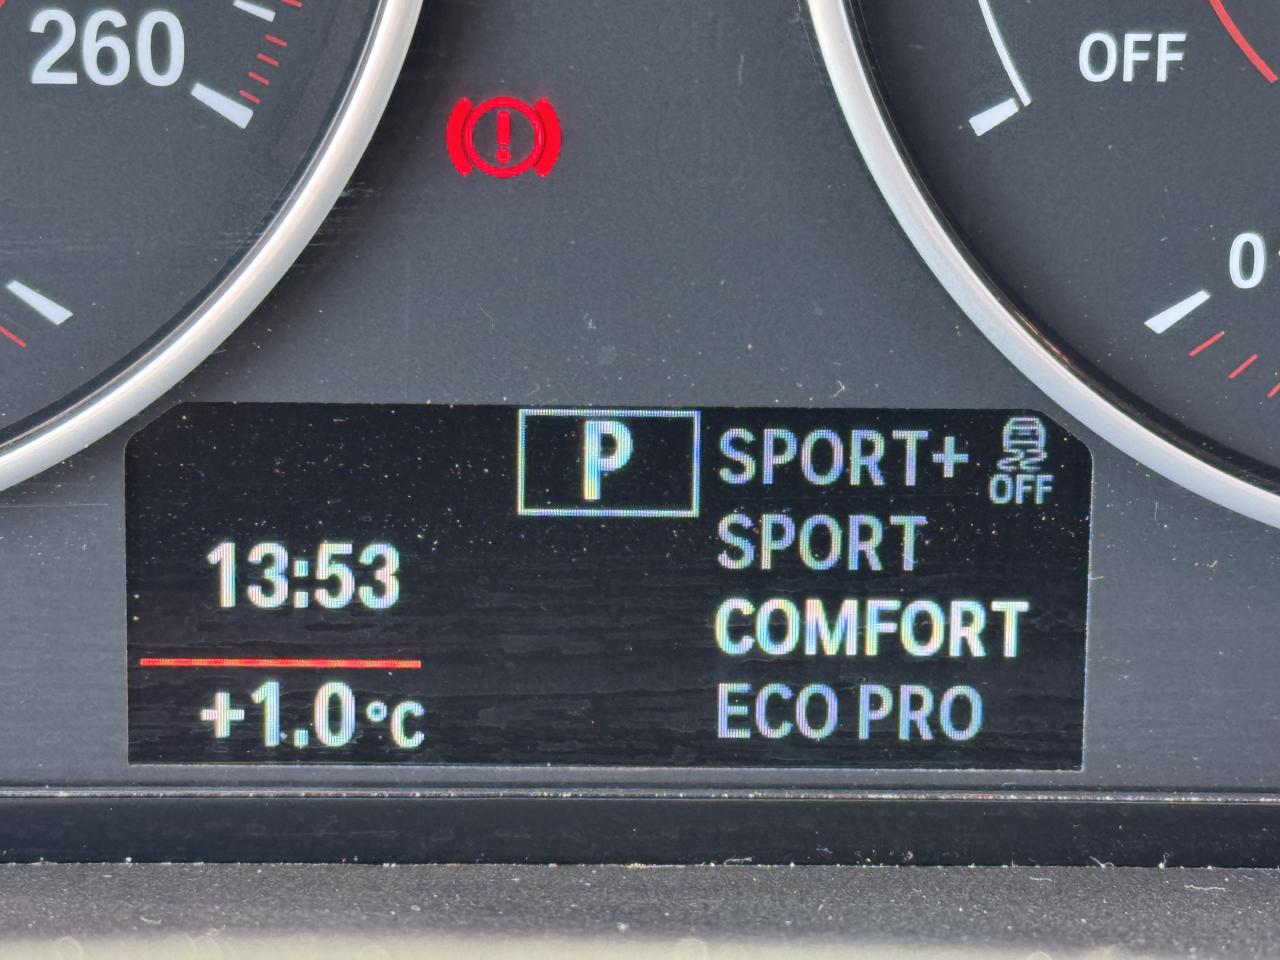 260
OFF
0
P
SPORT+
OFF
SPORT
13:53
COMFORT
+1.0°C
ECO PRO